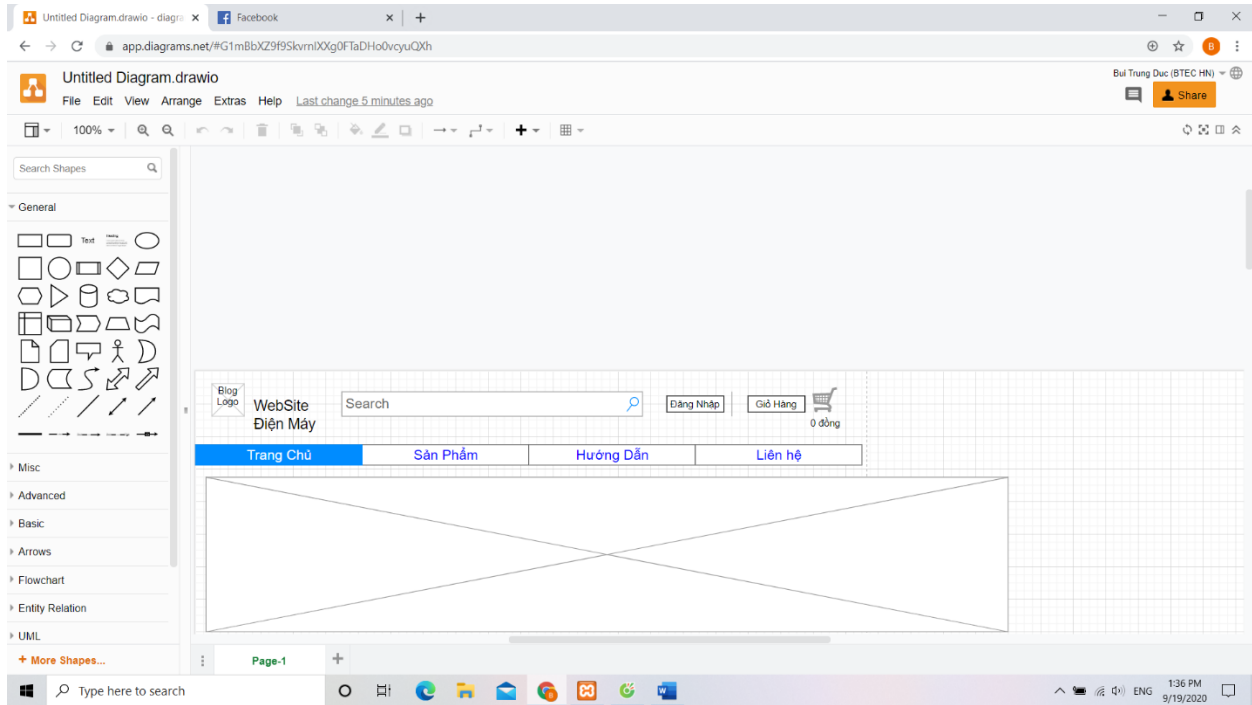 Untitled Diagram.drawio - diagra
Facebook
app.diagrams.net/#G1mBbXZ9f9SkvrnIXXg0FTaDHo0vcyuQXh
B
Untitled Diagram.drawio
Bui Trung Duc (BTEC HN)
File Edit View Arrange Extras Help Last change 5 minutes ago
Share
100%
Search Shapes
General
Text
Heading
Blog
Logo
WebSite
Điện Máy
Search
Đăng Nhập
Giỏ Hàng
0 đồng
Trang Chủ Sản Phẩm Hướng Dẫn Liên hệ
Misc
Advanced
Basic
Arrows
Flowchart
Entity Relation
UML
+ More Shapes...
Page-1
Type here to search
ENG
1:36 PM
9/19/2020